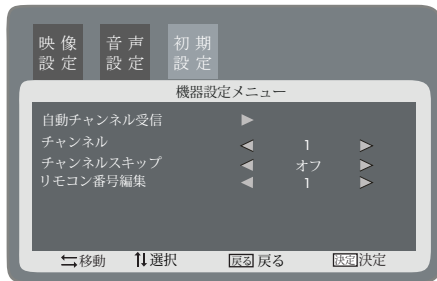 映像 音声 初期
設定 設定 設定
機器設定メニュー
自動チャンネル受信 ▶
チャンネル ◀ 1 ▶
チャンネルスキップ ◀ オフ ▶
リモコン番号編集 ◀ 1 ▶
⇆移動 ⇅選択 戻る 戻る 決定 決定